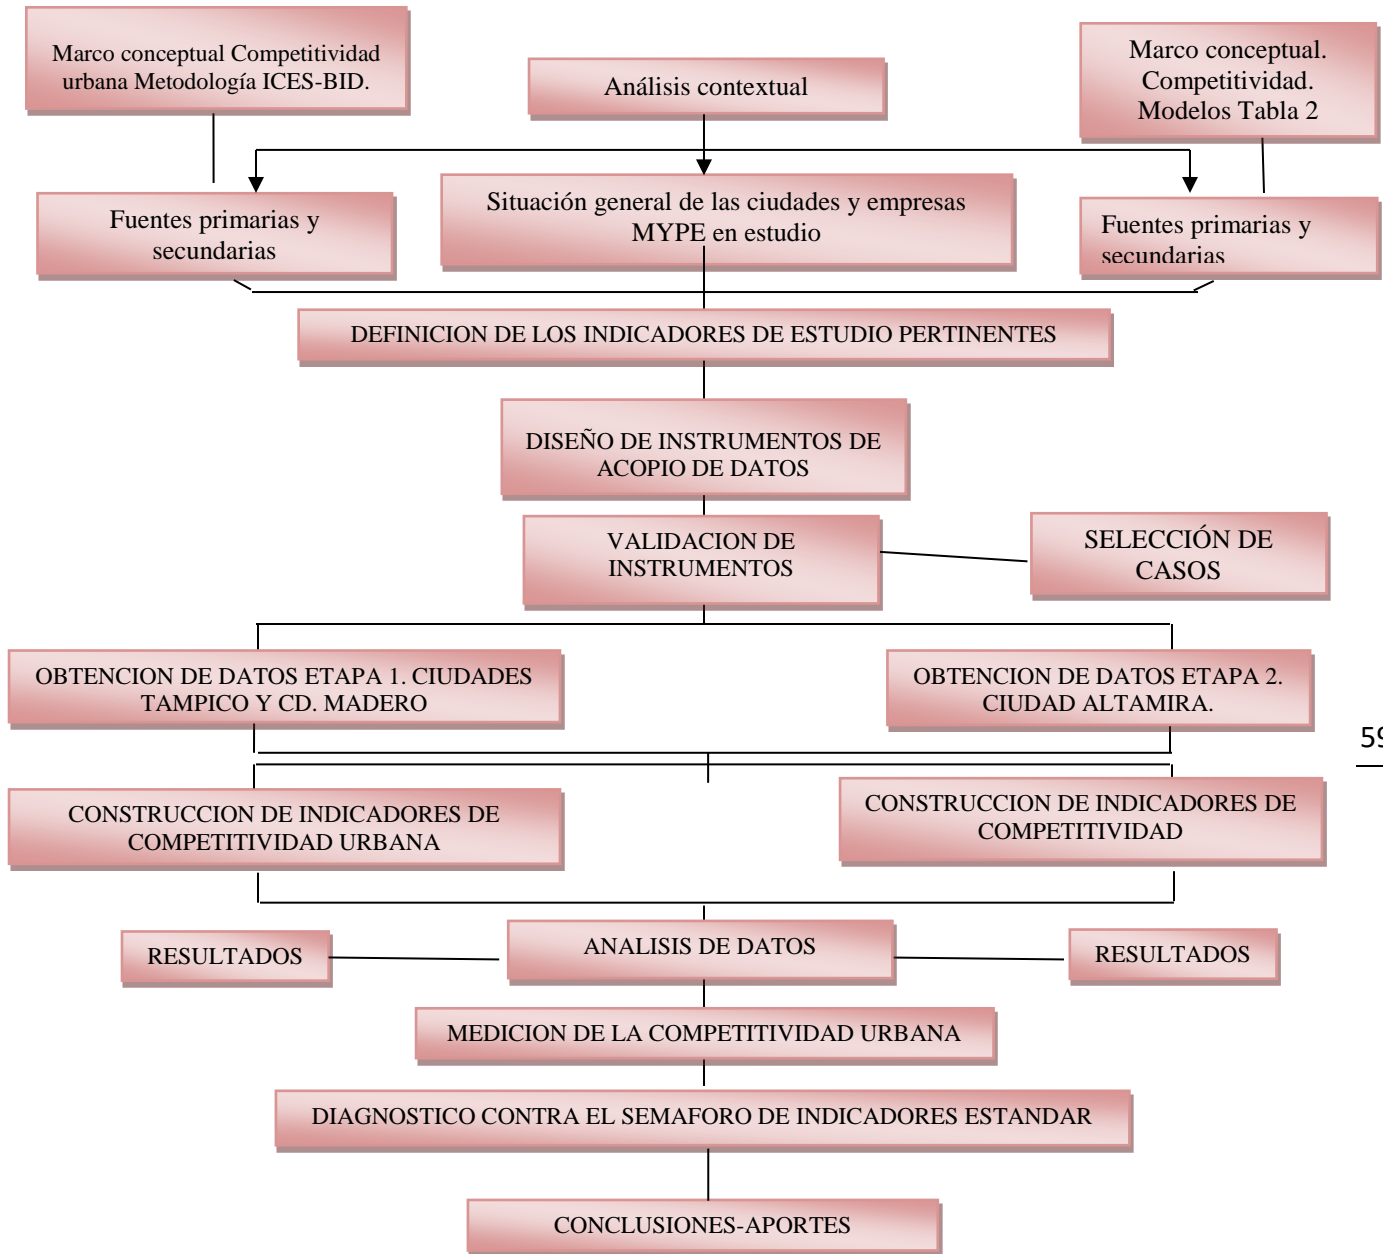 Marco conceptual Competitividad
urbana Metodología ICES-BID.
Análisis contextual
Marco conceptual.
Competitividad.
Modelos Tabla 2
Fuentes primarias y
secundarias
Situación general de las ciudades y empresas
MYPE en estudio
Fuentes primarias y
secundarias
DEFINICION DE LOS INDICADORES DE ESTUDIO PERTINENTES
DISEÑO DE INSTRUMENTOS DE
ACOPIO DE DATOS
VALIDACION DE
INSTRUMENTOS
SELECCIÓN DE
CASOS
OBTENCION DE DATOS ETAPA 1. CIUDADES
TAMPICO Y CD. MADERO
OBTENCION DE DATOS ETAPA 2.
CIUDAD ALTAMIRA.
59
CONSTRUCCION DE INDICADORES DE
COMPETITIVIDAD URBANA
CONSTRUCCION DE INDICADORES DE
COMPETITIVIDAD
RESULTADOS
ANALISIS DE DATOS
RESULTADOS
MEDICION DE LA COMPETITIVIDAD URBANA
DIAGNOSTICO CONTRA EL SEMAFORO DE INDICADORES ESTANDAR
CONCLUSIONES-APORTES